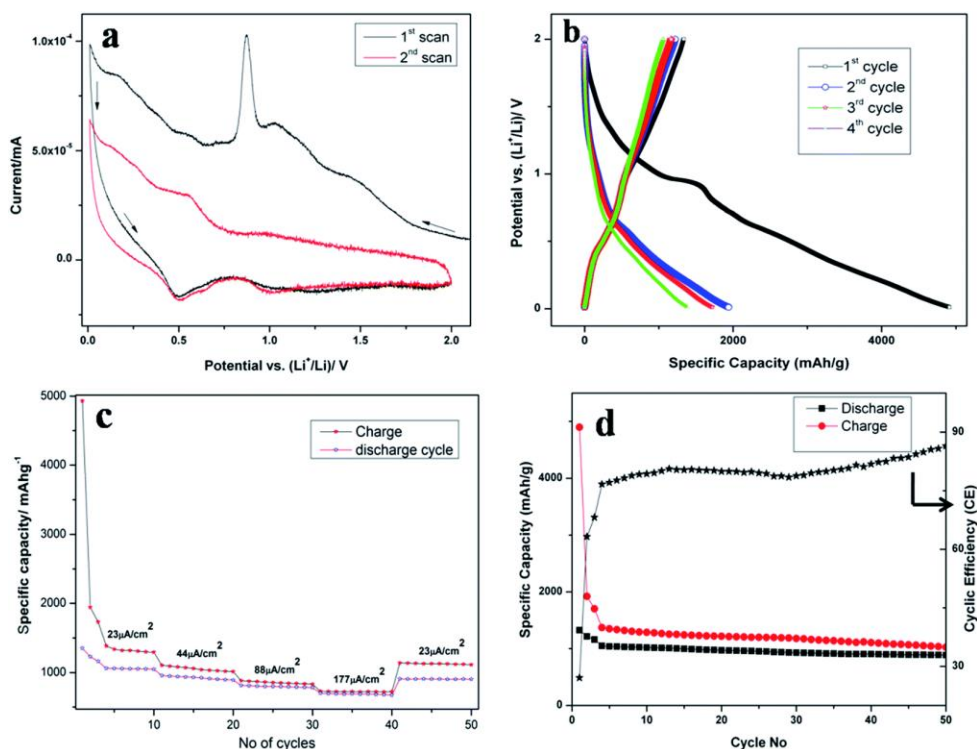 a
1st scan
2nd scan
1.0x10-4
5.0x10-5
0.0
Current/mA
0.0
0.5
1.0
1.5
2.0
Potential vs. (Li+/Li)/ V
b
1st cycle
2nd cycle
3rd cycle
4th cycle
2
1
0
Potential vs. (Li+/Li)/ V
0
2000
4000
Specific Capacity (mAh/g)
c
Charge
discharge cycle
5000
4500
4000
3500
3000
2500
2000
1500
1000
Specific capacity/ mAhg-1
23μA/cm2
44μA/cm2
88μA/cm2
177μA/cm2
23μA/cm2
0
10
20
30
40
50
No of cycles
d
Discharge
Charge
4000
2000
0
Specific Capacity (mAh/g)
90
60
30
Cyclic Efficiency (CE)
0
10
20
30
40
50
Cycle No